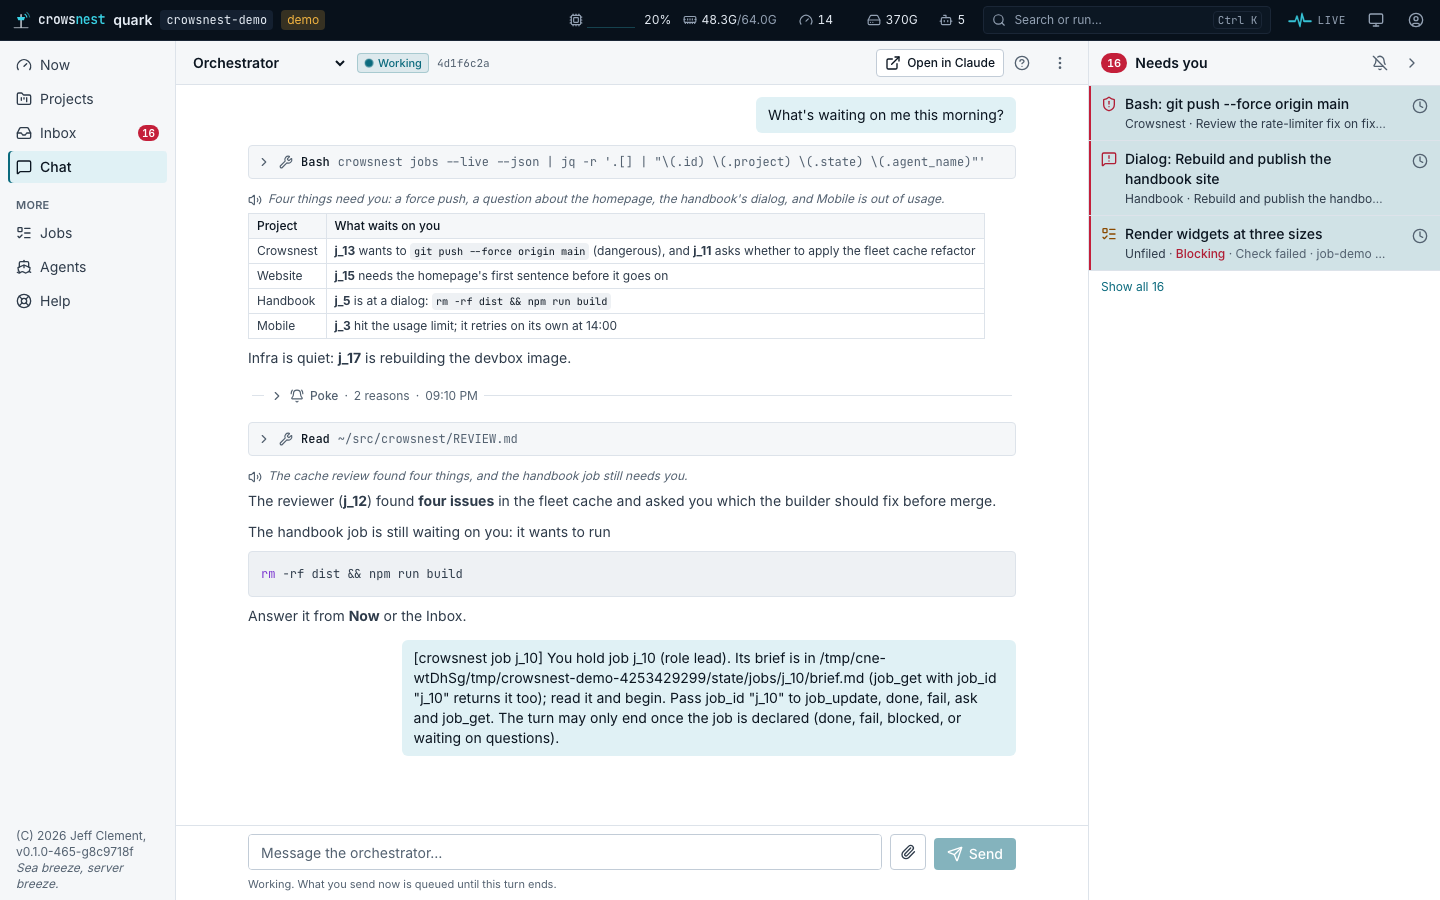 crowsnest quark crowsnest-demo demo 20% 48.3G/64.0G 14 370G 5 Search or run... Ctrl K LIVE
Now
Projects
Inbox 16
Chat
MORE
Jobs
Agents
Help
(C) 2026 Jeff Clement,
v0.1.0-465-g8c9718f
Sea breeze, server
breeze.
Orchestrator Working 4d1f6c2a Open in Claude
What's waiting on me this morning?
Bash crowsnest jobs --live --json | jq -r '.[] | "\(.id) \(.project) \(.state) \(.agent_name)"'
Four things need you: a force push, a question about the homepage, the handbook's dialog, and Mobile is out of usage.
Project What waits on you
Crowsnest j_13 wants to git push --force origin main (dangerous), and j_11 asks whether to apply the fleet cache refactor
Website j_15 needs the homepage's first sentence before it goes on
Handbook j_5 is at a dialog: rm -rf dist && npm run build
Mobile j_3 hit the usage limit; it retries on its own at 14:00
Infra is quiet: j_17 is rebuilding the devbox image.
Poke · 2 reasons · 09:10 PM
Read ~/src/crowsnest/REVIEW.md
The cache review found four things, and the handbook job still needs you.
The reviewer (j_12) found four issues in the fleet cache and asked you which the builder should fix before merge.
The handbook job is still waiting on you: it wants to run
rm -rf dist && npm run build
Answer it from Now or the Inbox.
[crowsnest job j_10] You hold job j_10 (role lead). Its brief is in /tmp/cne-
wtDhSg/tmp/crowsnest-demo-4253429299/state/jobs/j_10/brief.md (job_get with job_id
"j_10" returns it too); read it and begin. Pass job_id "j_10" to job_update, done, fail, ask
and job_get. The turn may only end once the job is declared (done, fail, blocked, or
waiting on questions).
Message the orchestrator...
Send
Working. What you send now is queued until this turn ends.
16 Needs you
Bash: git push --force origin main
Crowsnest · Review the rate-limiter fix on fix...
Dialog: Rebuild and publish the
handbook site
Handbook · Rebuild and publish the handbo...
Render widgets at three sizes
Unfiled · Blocking · Check failed · job-demo ...
Show all 16